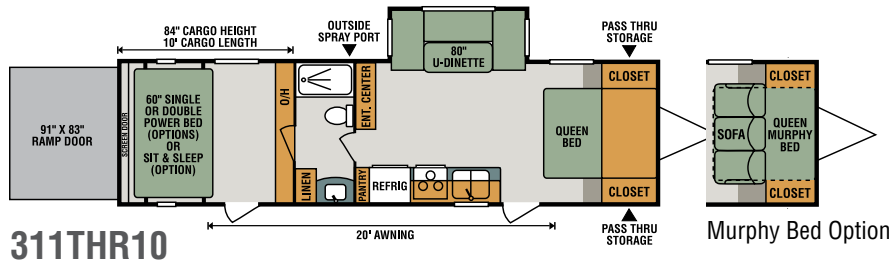 84" CARGO HEIGHT
10' CARGO LENGTH
OUTSIDE
SPRAY PORT
80"
U-DINETTE
PASS THRU
STORAGE
91" X 83"
RAMP DOOR
SCREEN DOOR
60" SINGLE
OR DOUBLE
POWER BED
(OPTIONS)
OR
SIT & SLEEP
(OPTION)
O/H
LINEN
ENT. CENTER
PANTRY
REFRIG
QUEEN
BED
CLOSET
CLOSET
PASS THRU
STORAGE
20' AWNING
311THR10
CLOSET
SOFA
QUEEN
MURPHY
BED
CLOSET
Murphy Bed Option